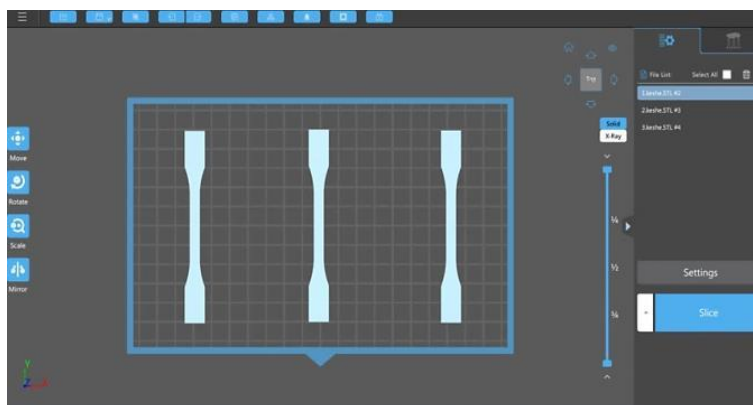 Top
File List Select All
1.keshe.STL #2
2.keshe.STL #3
3.keshe.STL #4
Solid
X-Ray
Move
Rotate
Scale
Mirror
¼
½
¾
Settings
Slice
Y
Z